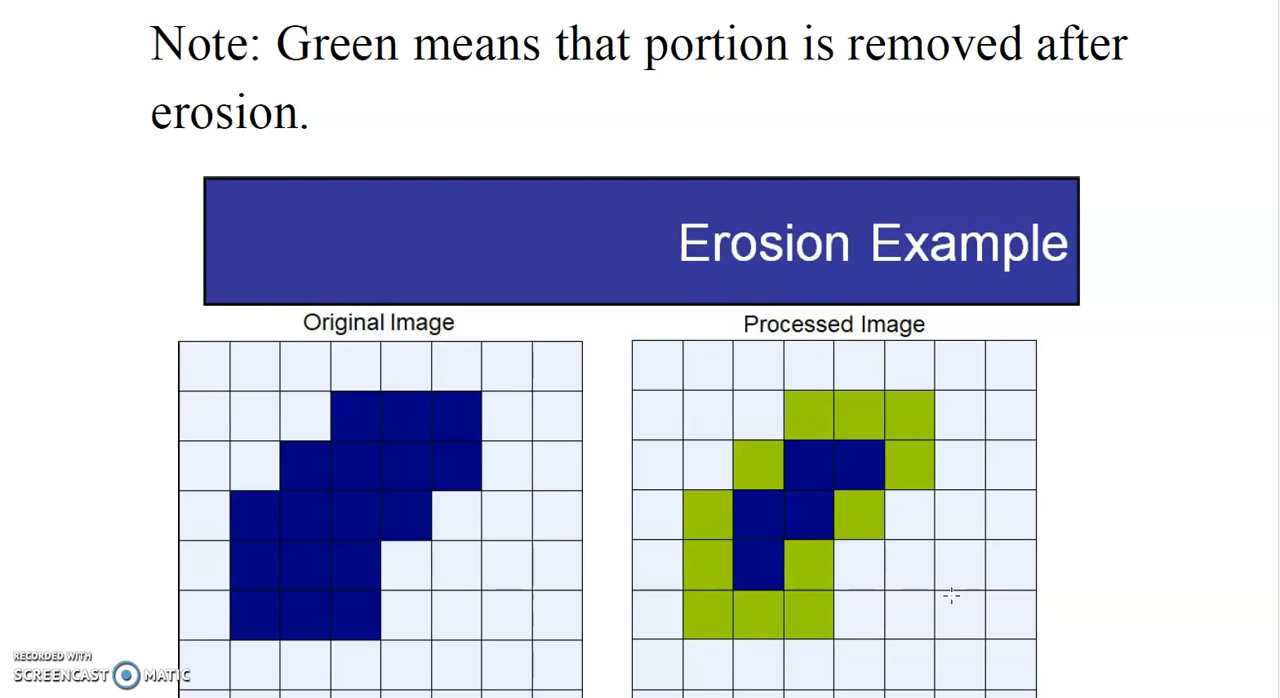 Note: Green means that portion is removed after
erosion.
Erosion Example
Original Image
Processed Image
RECORDED WITH
SCREENCAST MATIC